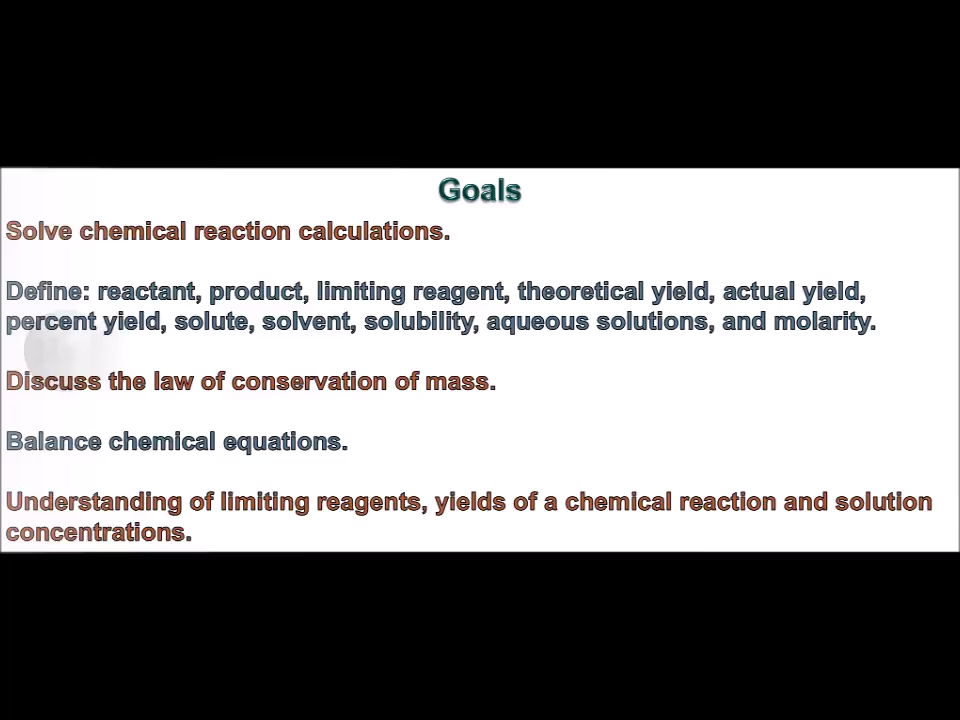 Goals
Solve chemical reaction calculations.
Define: reactant, product, limiting reagent, theoretical yield, actual yield,
percent yield, solute, solvent, solubility, aqueous solutions, and molarity.
Discuss the law of conservation of mass.
Balance chemical equations.
Understanding of limiting reagents, yields of a chemical reaction and solution
concentrations.